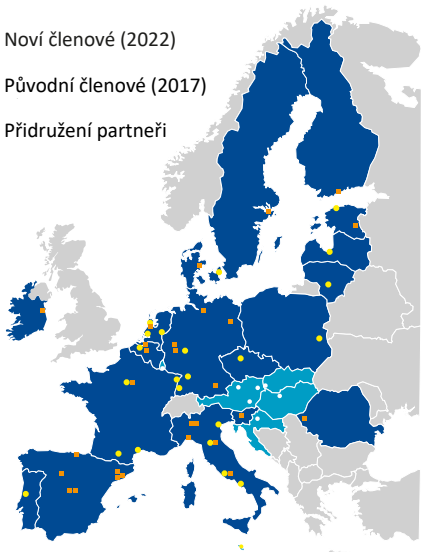 Noví členové (2022)
Původní členové (2017)
Přidružení partneři